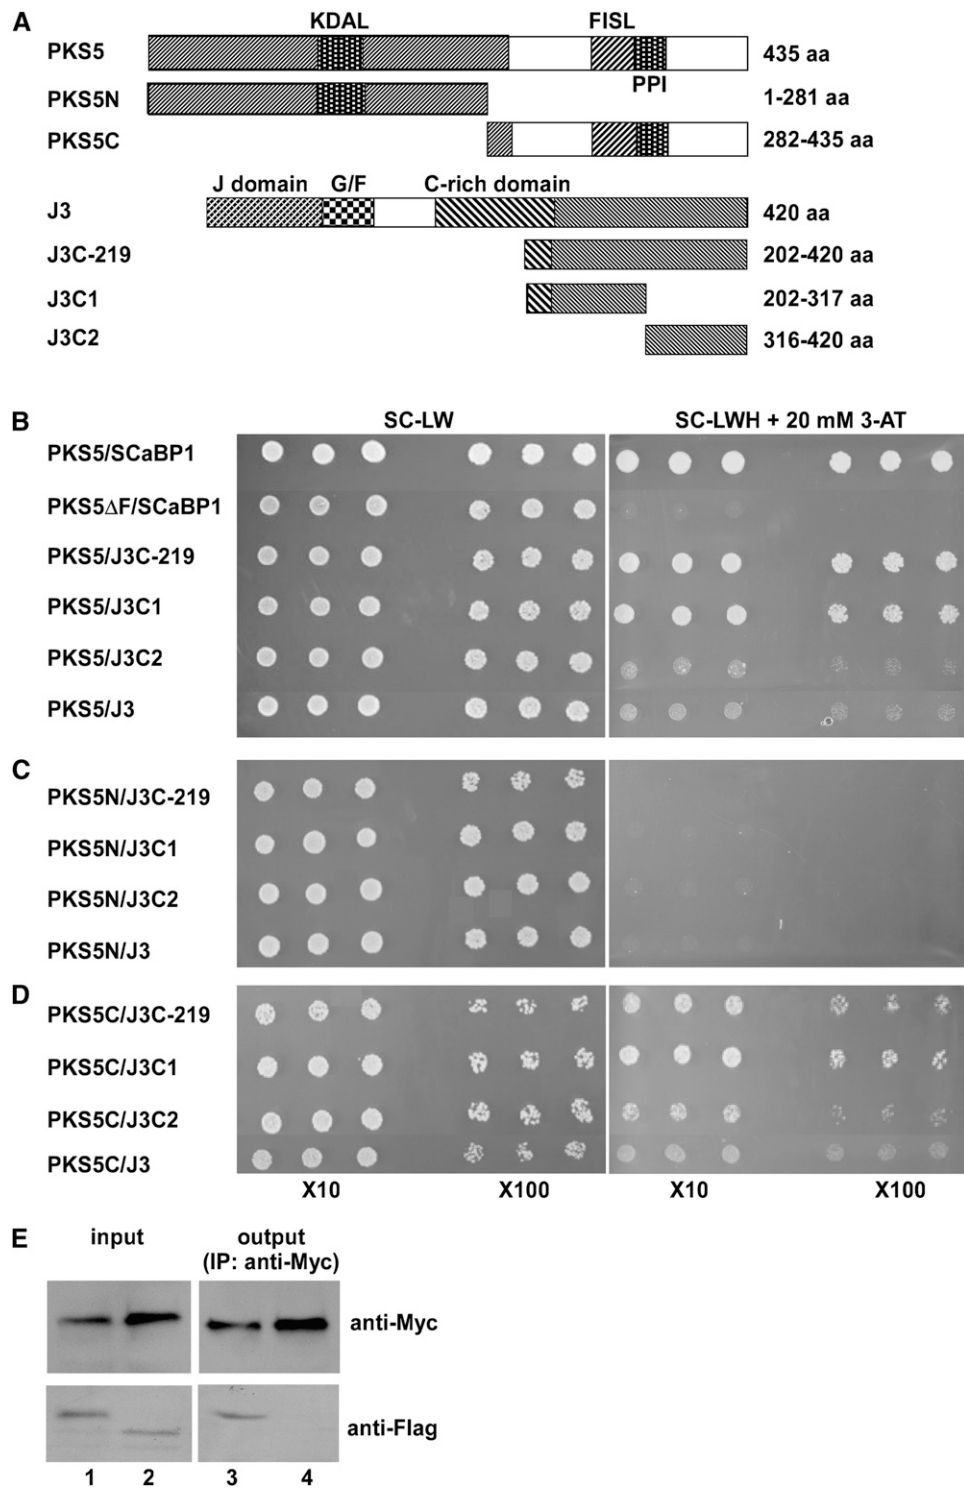 A
KDAL FISL
PKS5 435 aa
PPI
PKS5N 1-281 aa
PKS5C 282-435 aa
J domain G/F C-rich domain
J3 420 aa
J3C-219 202-420 aa
J3C1 202-317 aa
J3C2 316-420 aa
B SC-LW SC-LWH + 20 mM 3-AT
PKS5/SCaBP1
PKS5ΔF/SCaBP1
PKS5/J3C-219
PKS5/J3C1
PKS5/J3C2
PKS5/J3
C
PKS5N/J3C-219
PKS5N/J3C1
PKS5N/J3C2
PKS5N/J3
D
PKS5C/J3C-219
PKS5C/J3C1
PKS5C/J3C2
PKS5C/J3
X10 X100 X10 X100
E input output
(IP: anti-Myc)
anti-Myc
anti-Flag
1 2 3 4